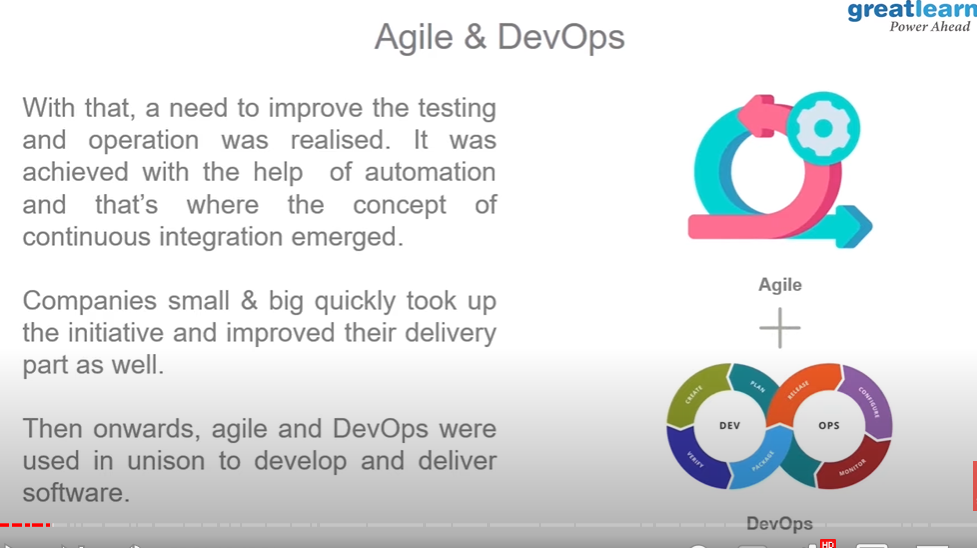 greatlearn
Power Ahead
Agile & DevOps
With that, a need to improve the testing
and operation was realised. It was
achieved with the help of automation
and that's where the concept of
continuous integration emerged.
Companies small & big quickly took up
the initiative and improved their delivery
part as well.
Then onwards, agile and DevOps were
used in unison to develop and deliver
software.
Agile
CREATE
PLAN
RELEASE
CONFIGURE
DEV
OPS
VERIFY
PACKAGE
MONITOR
DevOps
HD